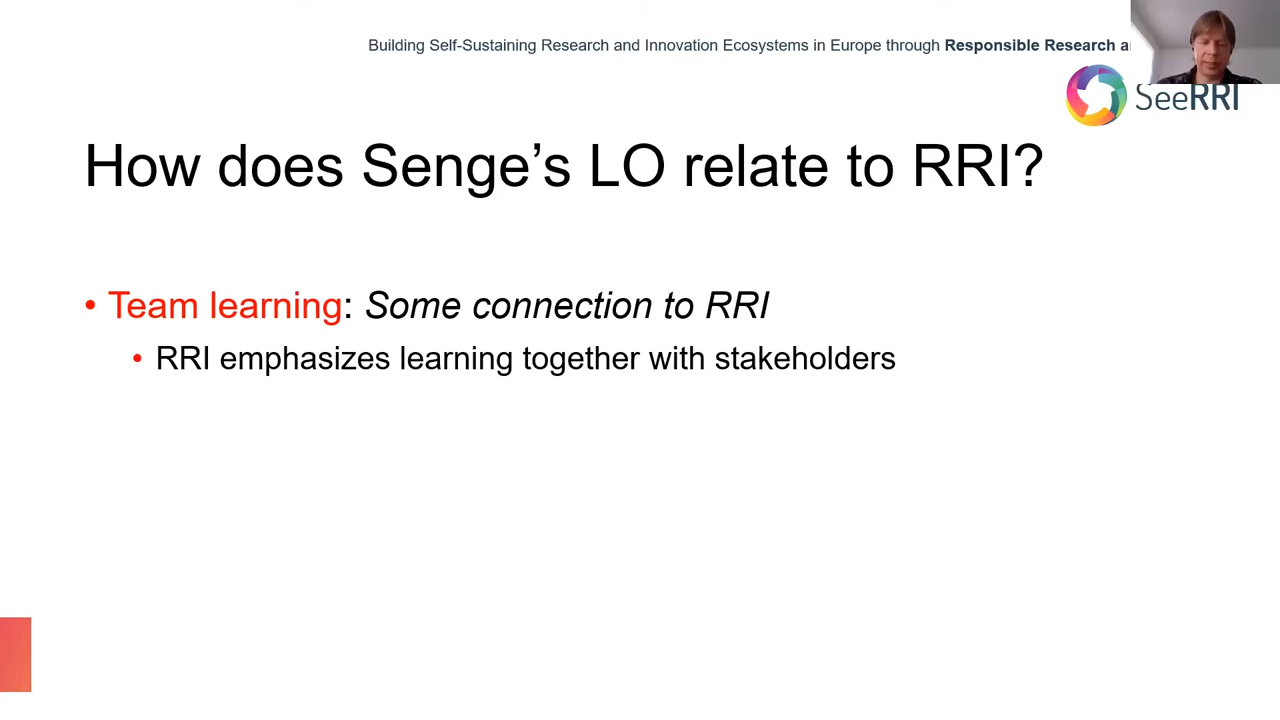 Building Self-Sustaining Research and Innovation Ecosystems in Europe through Responsible Research
SeeRRI
How does Senge’s LO relate to RRI?
• Team learning: Some connection to RRI
• RRI emphasizes learning together with stakeholders